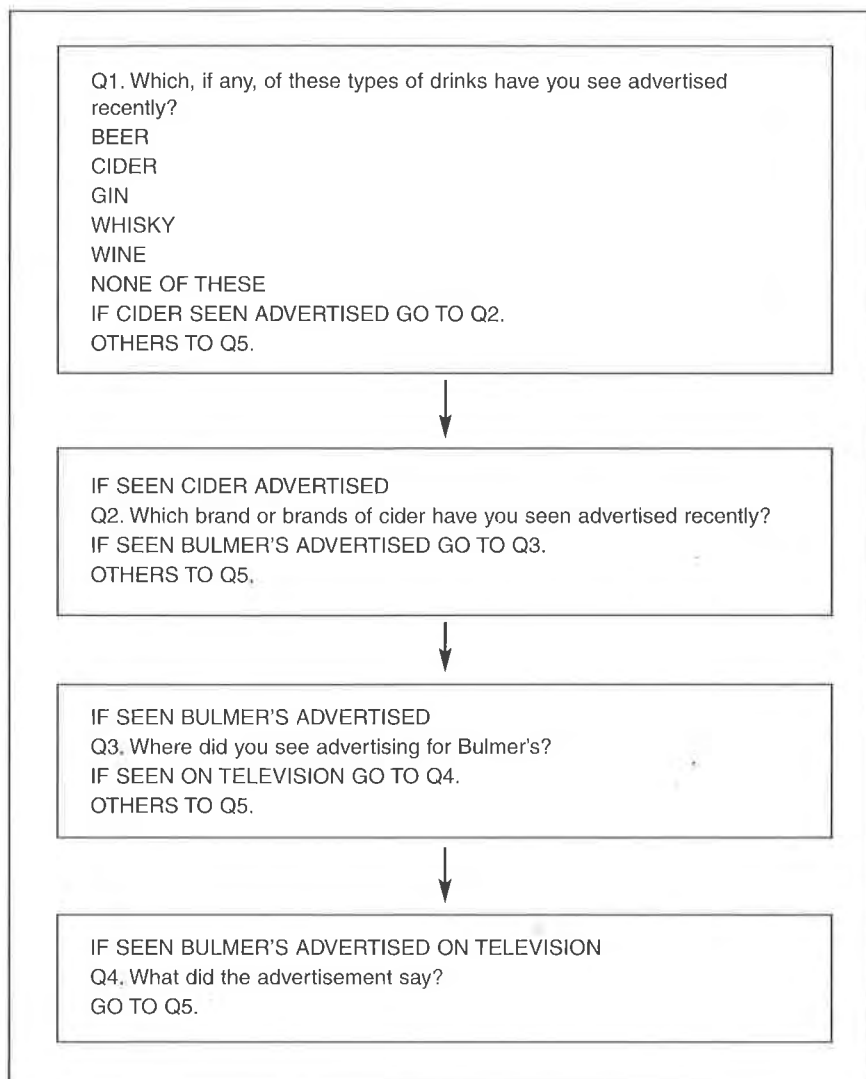 Q1. Which, if any, of these types of drinks have you see advertised
recently?
BEER
CIDER
GIN
WHISKY
WINE
NONE OF THESE
IF CIDER SEEN ADVERTISED GO TO Q2.
OTHERS TO Q5.
IF SEEN CIDER ADVERTISED
Q2. Which brand or brands of cider have you seen advertised recently?
IF SEEN BULMER'S ADVERTISED GO TO Q3.
OTHERS TO Q5.
IF SEEN BULMER'S ADVERTISED
Q3. Where did you see advertising for Bulmer's?
IF SEEN ON TELEVISION GO TO Q4.
OTHERS TO Q5.
IF SEEN BULMER'S ADVERTISED ON TELEVISION
Q4. What did the advertisement say?
GO TO Q5.